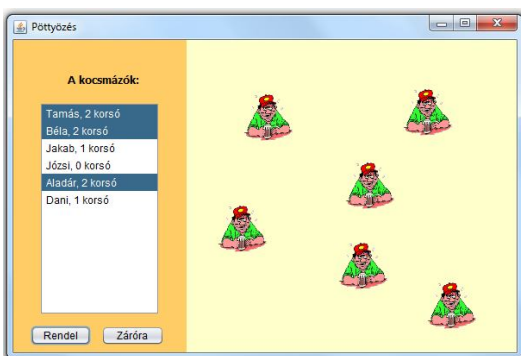 Pöttyözés
A kocsmázók:
Tamás, 2 korsó
Béla, 2 korsó
Jakab, 1 korsó
Józsi, 0 korsó
Aladár, 2 korsó
Dani, 1 korsó
Rendel
Záróra